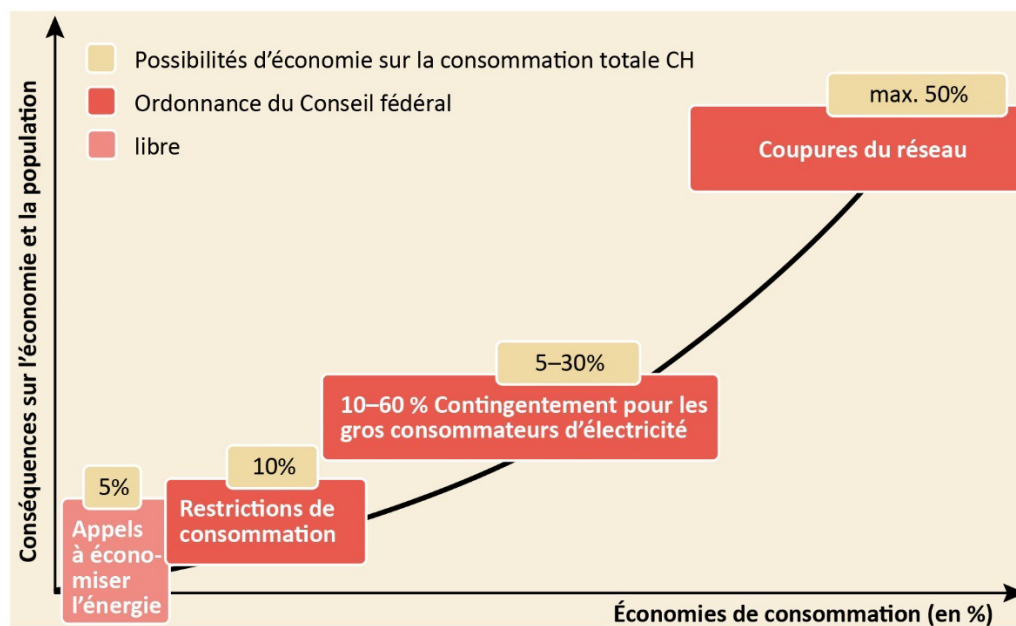 Conséquences sur l'économie et la population
Possibilités d'économie sur la consommation totale CH
Ordonnance du Conseil fédéral
libre
max. 50%
Coupures du réseau
5–30%
10–60 % Contingentement pour les
gros consommateurs d'électricité
10%
Restrictions de
consommation
5%
Appels
à écono-
miser
l'énergie
Économies de consommation (en %)